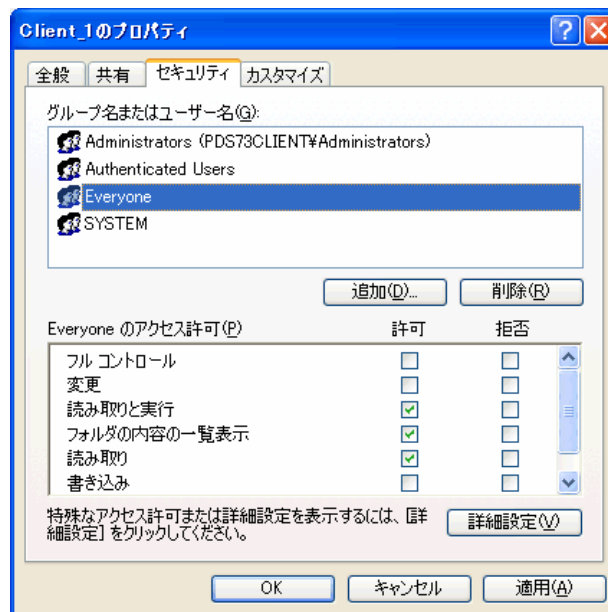 Client_1のプロパティ
全般 共有 セキュリティ カスタマイズ
グループ名またはユーザー名(G):
Administrators (PDS73CLIENT¥Administrators)
Authenticated Users
Everyone
SYSTEM
追加(D)... 削除(R)
Everyone のアクセス許可(P) 許可 拒否
フル コントロール
変更
読み取りと実行
フォルダの内容の一覧表示
読み取り
書き込み
特殊なアクセス許可または詳細設定を表示するには、[詳
細設定] をクリックしてください。
詳細設定(V)
OK キャンセル 適用(A)